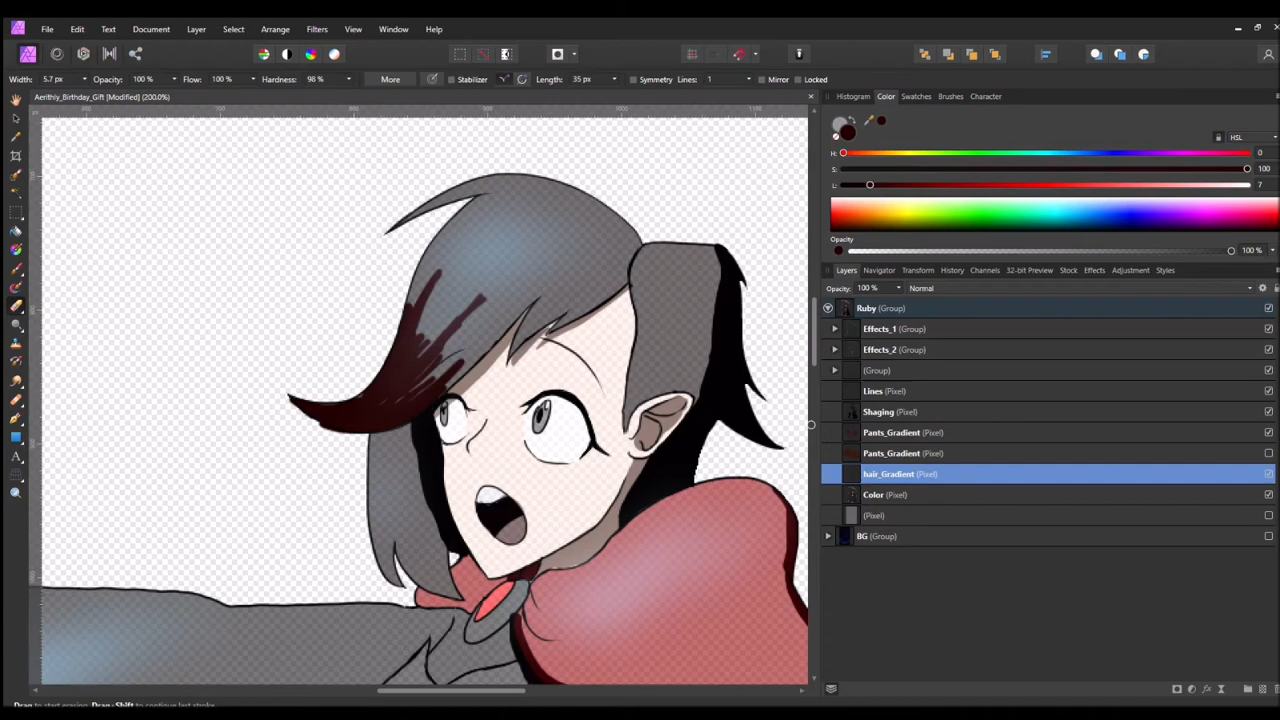 File Edit Text Document Layer Select Arrange Filters View Window Help
Width: 5.7 px Opacity: 100 % Flow: 100 % Hardness: 98 % More Stabilizer Length: 35 px Symmetry Lines: 1 Mirror Locked
Aerithly_Birthday_Gift [Modified] (200.0%)
Histogram Color Swatches Brushes Character
HSL
H: 0
S: 100
L: 7
Opacity
100 %
Layers Navigator Transform History Channels 32-bit Preview Stock Effects Adjustment Styles
Opacity: 100 % Normal
Ruby (Group)
Effects_1 (Group)
Effects_2 (Group)
(Group)
Lines (Pixel)
Shaging (Pixel)
Pants_Gradient (Pixel)
Pants_Gradient (Pixel)
hair_Gradient (Pixel)
Color (Pixel)
(Pixel)
BG (Group)
Drag to start erasing. Drag+Shift to continue last stroke.